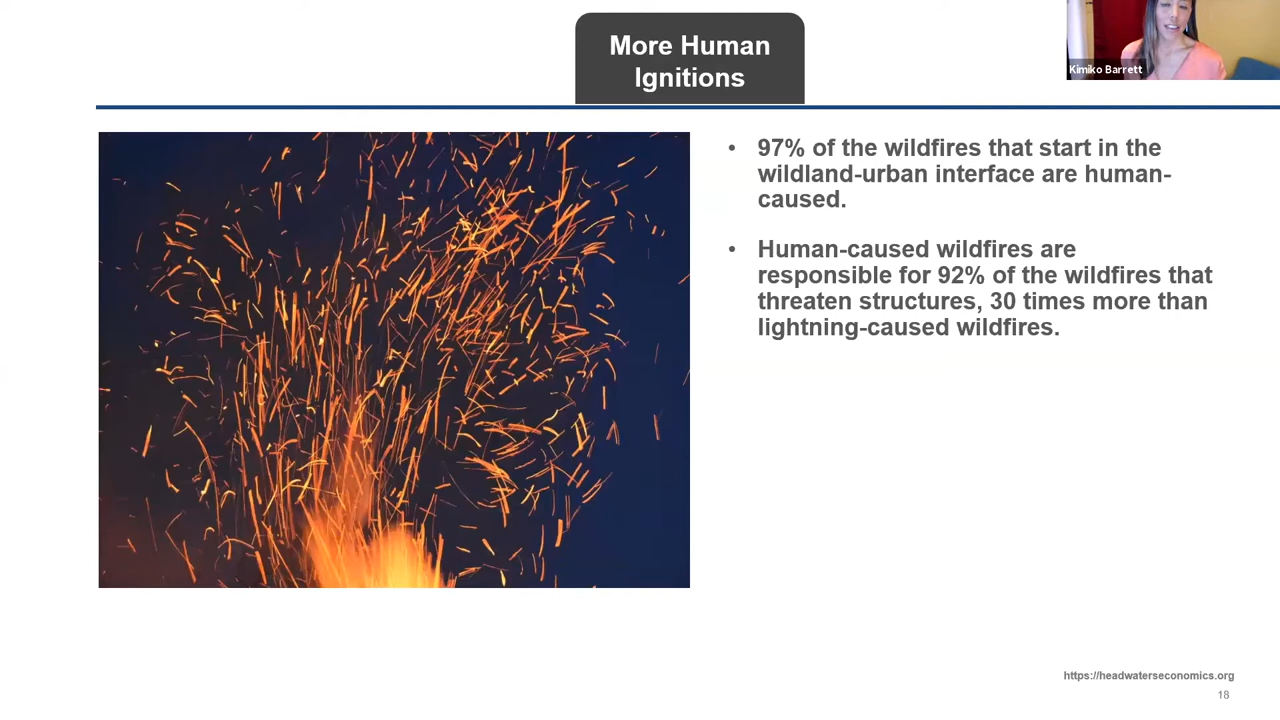 More Human
Ignitions
Kimiko Barrett
• 97% of the wildfires that start in the
wildland-urban interface are human-
caused.
• Human-caused wildfires are
responsible for 92% of the wildfires that
threaten structures, 30 times more than
lightning-caused wildfires.
https://headwaterseconomics.org
18